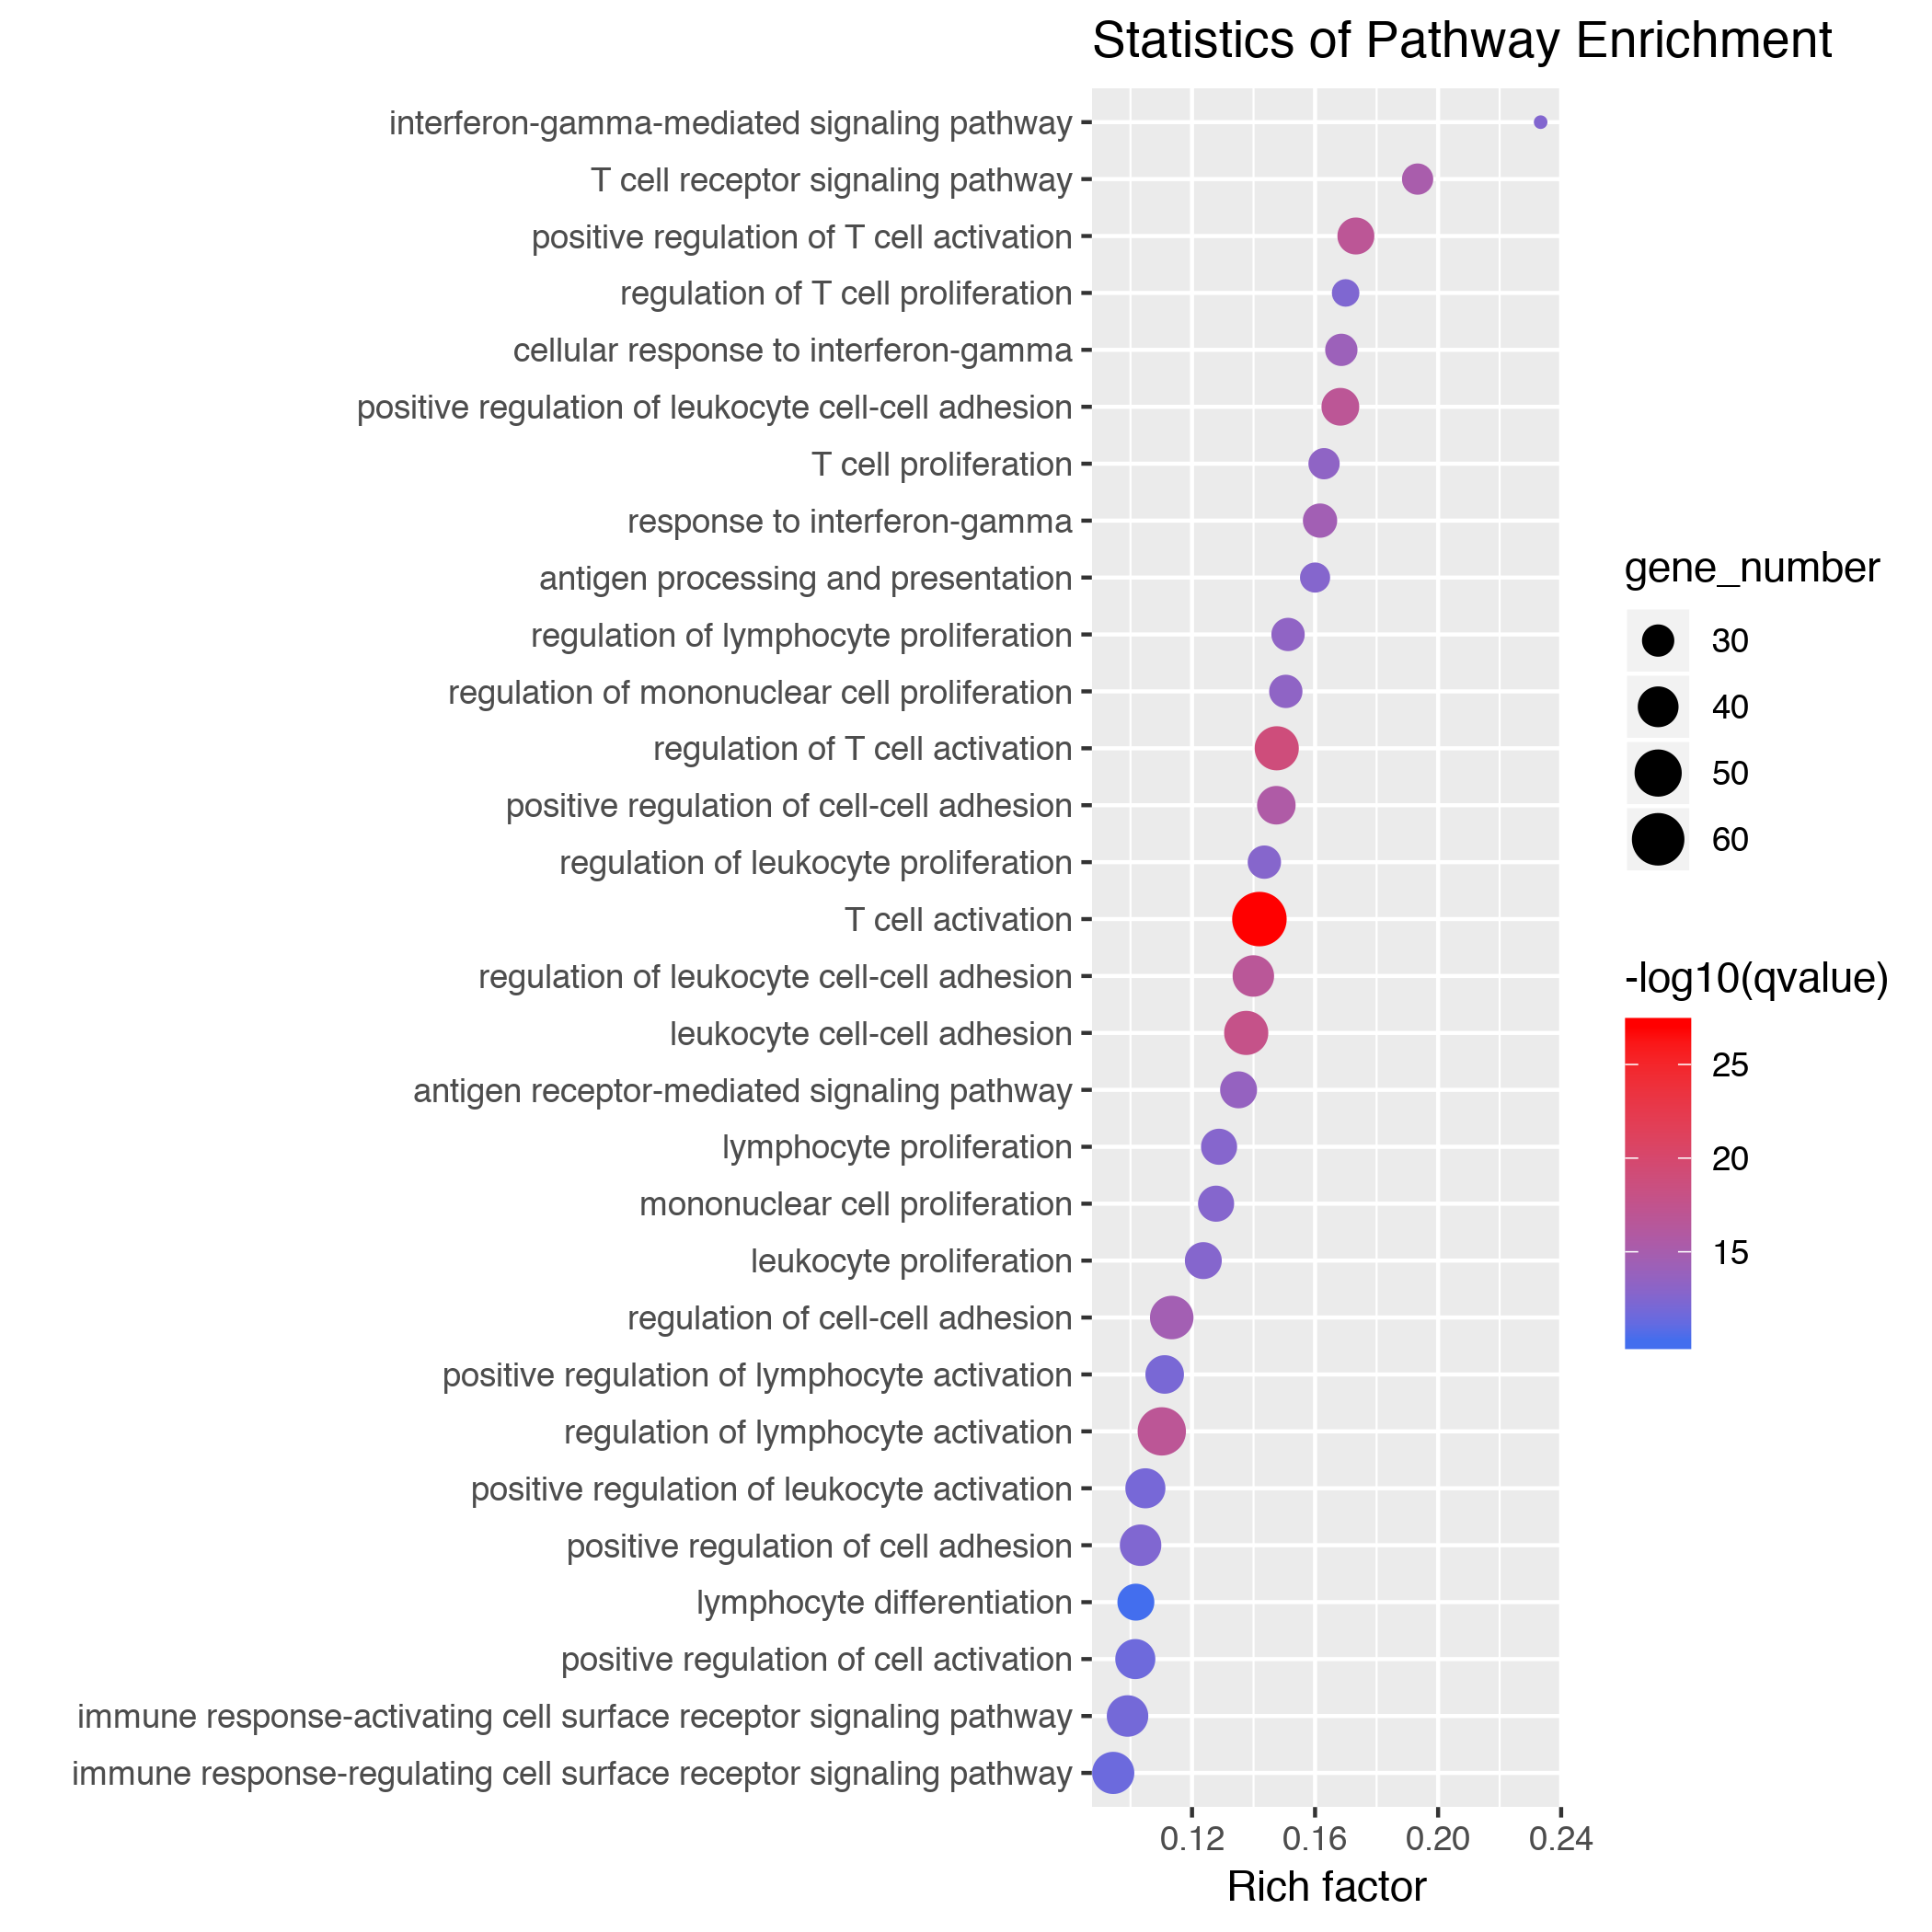 Statistics of Pathway Enrichment
interferon-gamma-mediated signaling pathway
T cell receptor signaling pathway
positive regulation of T cell activation
regulation of T cell proliferation
cellular response to interferon-gamma
positive regulation of leukocyte cell-cell adhesion
T cell proliferation
response to interferon-gamma
antigen processing and presentation
regulation of lymphocyte proliferation
regulation of mononuclear cell proliferation
regulation of T cell activation
positive regulation of cell-cell adhesion
regulation of leukocyte proliferation
T cell activation
regulation of leukocyte cell-cell adhesion
leukocyte cell-cell adhesion
antigen receptor-mediated signaling pathway
lymphocyte proliferation
mononuclear cell proliferation
leukocyte proliferation
regulation of cell-cell adhesion
positive regulation of lymphocyte activation
regulation of lymphocyte activation
positive regulation of leukocyte activation
positive regulation of cell adhesion
lymphocyte differentiation
positive regulation of cell activation
immune response-activating cell surface receptor signaling pathway
immune response-regulating cell surface receptor signaling pathway
0.12 0.16 0.20 0.24
Rich factor
gene_number
30
40
50
60
-log10(qvalue)
25
20
15